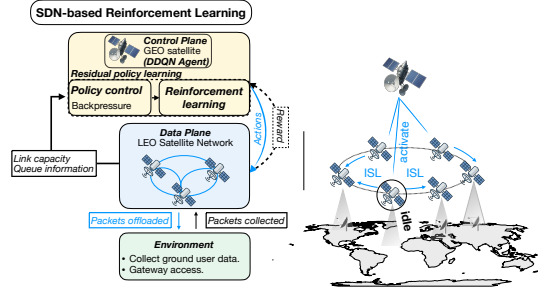 SDN-based Reinforcement Learning
Control Plane
GEO satellite
(DDQN Agent)
Residual policy learning
Policy control
Backpressure
Reinforcement
learning
Actions
Reward
Data Plane
LEO Satellite Network
Link capacity
Queue information
Packets offloaded
Packets collected
Environment
• Collect ground user data.
• Gateway access.
activate
ISL
ISL
idle